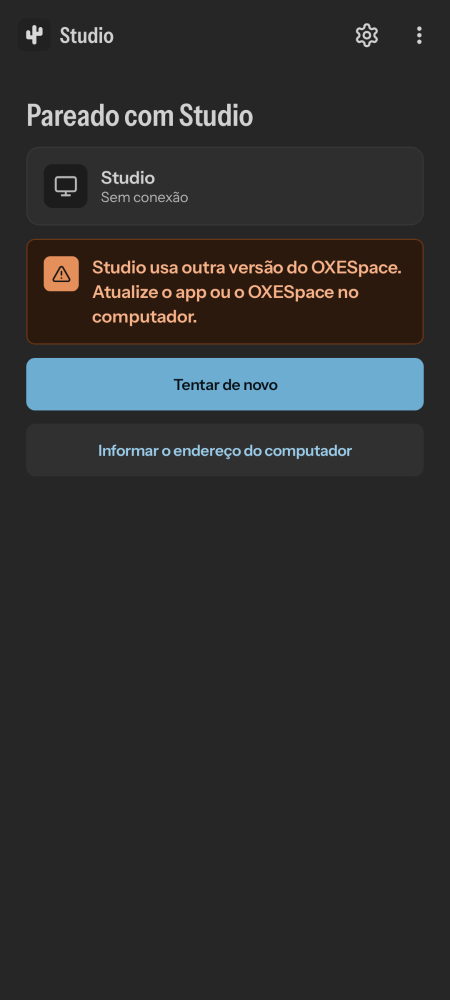 Studio
Pareado com Studio
Studio
Sem conexão
Studio usa outra versão do OXESpace.
Atualize o app ou o OXESpace no
computador.
Tentar de novo
Informar o endereço do computador